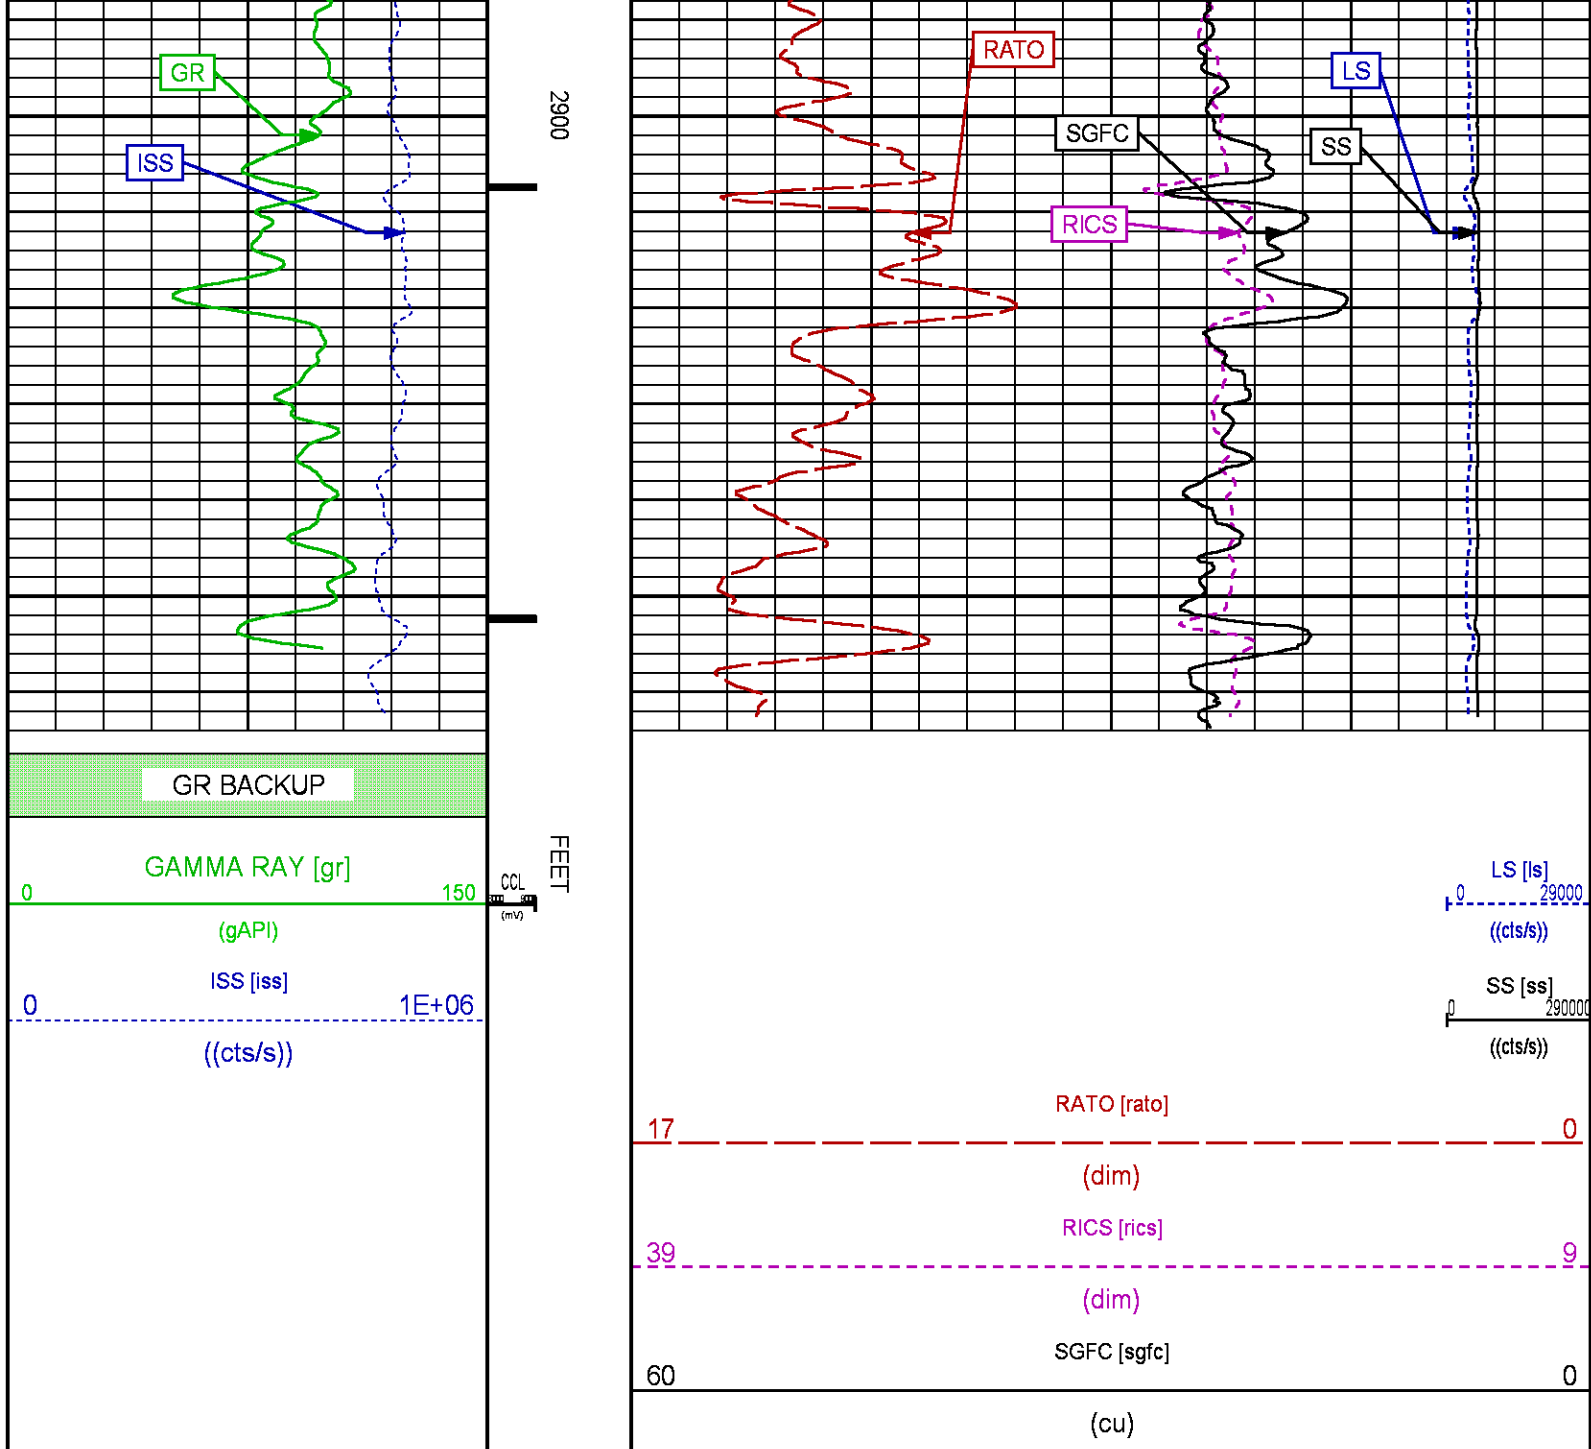 GR
ISS
2900
RATO
LS
SGFC
SS
RICS
GR BACKUP
FEET
GAMMA RAY [gr]
0 150
(gAPI)
CCL
(mV)
ISS [iss]
0 1E+06
((cts/s))
LS [ls]
0 29000
((cts/s))
SS [ss]
0 290000
((cts/s))
RATO [rato]
17 0
(dim)
RICS [rics]
39 9
(dim)
SGFC [sgfc]
60 0
(cu)